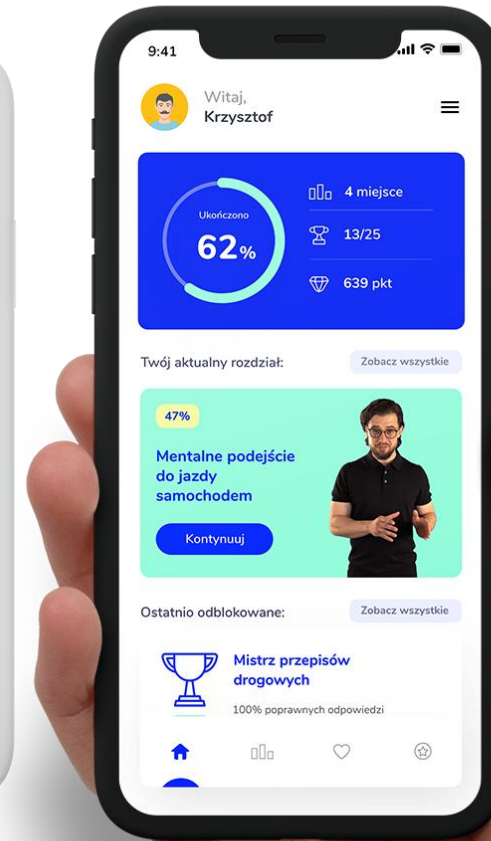 9:41
Witaj,
Krzysztof
Ukończono
62%
4 miejsce
13/25
639 pkt
Twój aktualny rozdział:
Zobacz wszystkie
47%
Mentalne podejście
do jazdy
samochodem
Kontynuuj
Ostatnio odblokowane:
Zobacz wszystkie
Mistrz przepisów
drogowych
100% poprawnych odpowiedzi